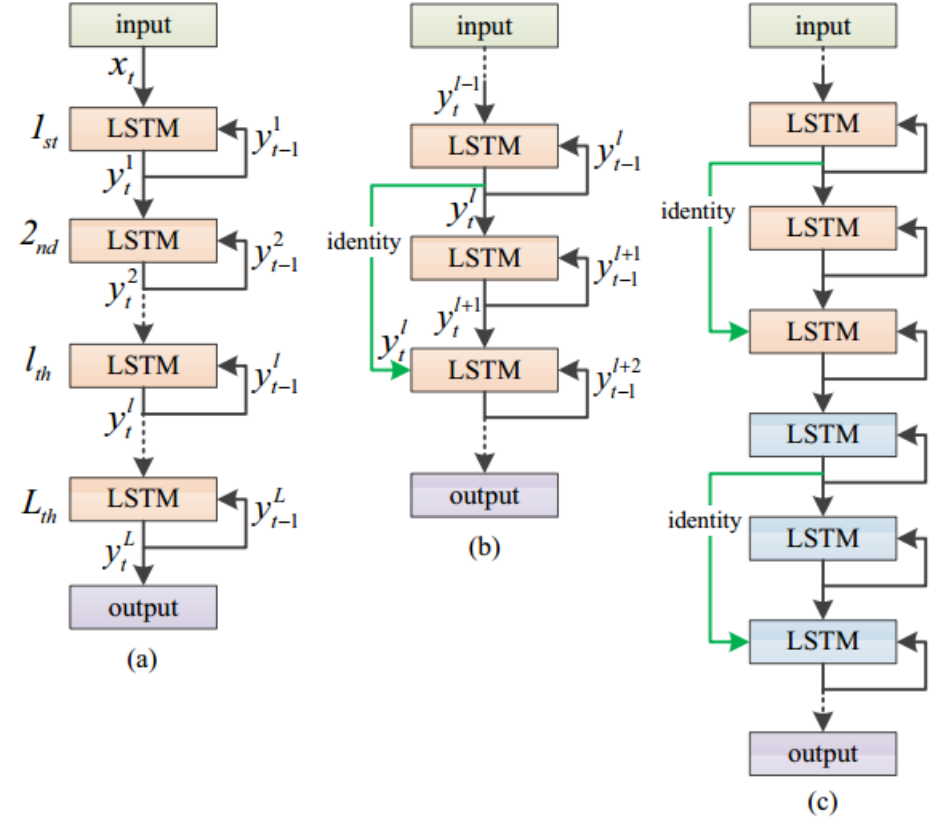 input
x_t
1_st LSTM y_{t-1}^1
y_t^1
2_nd LSTM y_{t-1}^2
y_t^2
l_th LSTM y_{t-1}^l
y_t^l
L_th LSTM y_{t-1}^L
y_t^L
output
(a)
input
y_t^{l-1}
LSTM y_{t-1}^l
y_t^l
identity
LSTM y_{t-1}^{l+1}
y_t^{l+1}
y_t^l
LSTM y_{t-1}^{l+2}
output
(b)
input
LSTM
identity
LSTM
LSTM
LSTM
identity
LSTM
LSTM
output
(c)